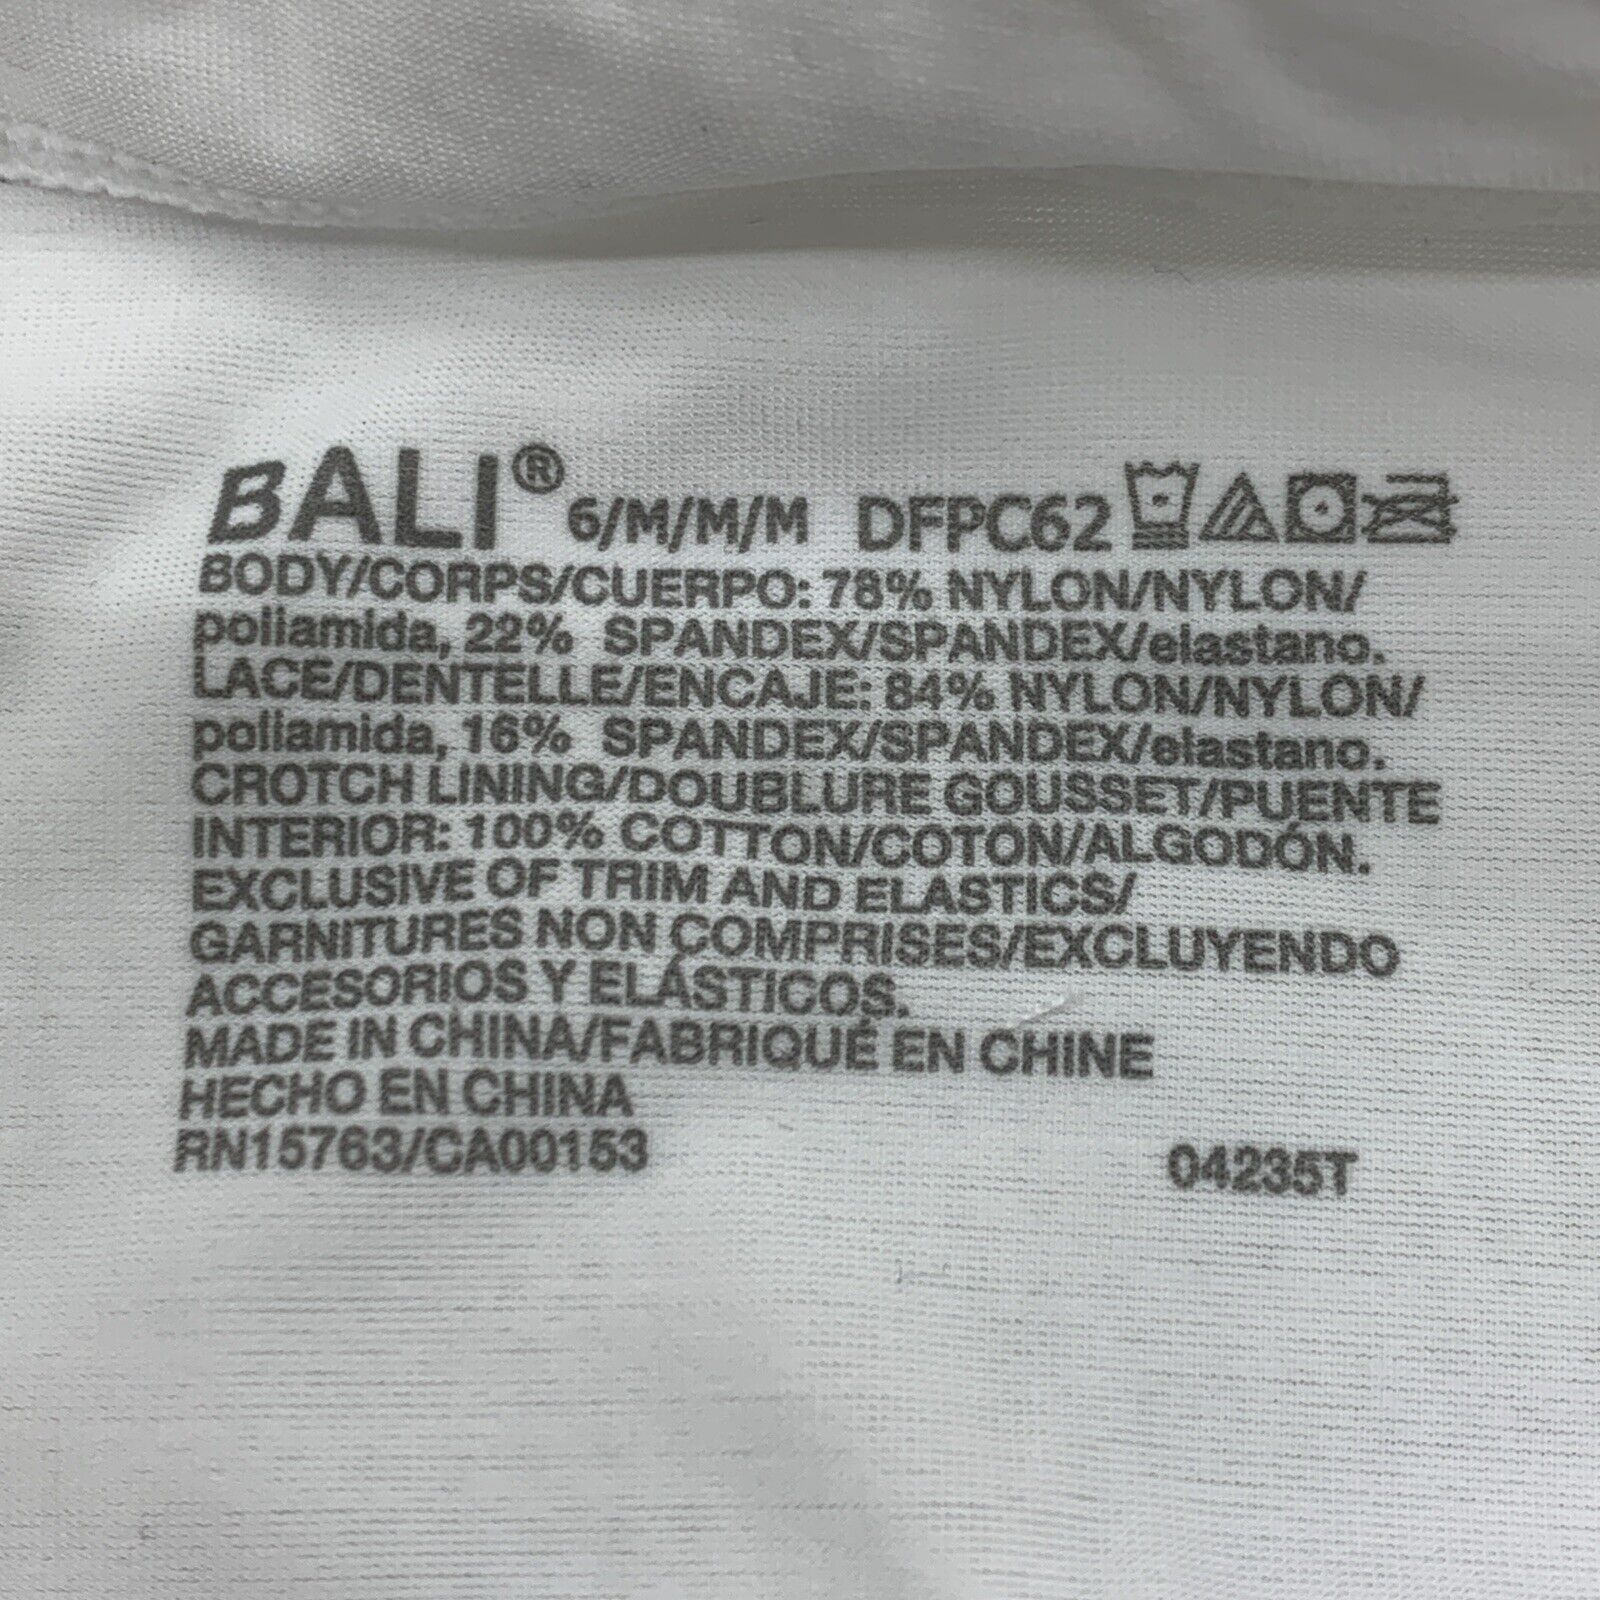 BALI® 6/M/M/M DFPC62
BODY/CORPS/CUERPO: 78% NYLON/NYLON/
poliamida, 22% SPANDEX/SPANDEX/elastano.
LACE/DENTELLE/ENCAJE: 84% NYLON/NYLON/
poliamida, 16% SPANDEX/SPANDEX/elastano.
CROTCH LINING/DOUBLURE GOUSSET/PUENTE
INTERIOR: 100% COTTON/COTON/ALGODÓN.
EXCLUSIVE OF TRIM AND ELASTICS/
GARNITURES NON COMPRISES/EXCLUYENDO
ACCESORIOS Y ELÁSTICOS.
MADE IN CHINA/FABRIQUÉ EN CHINE
HECHO EN CHINA
RN15763/CA00153 04235T